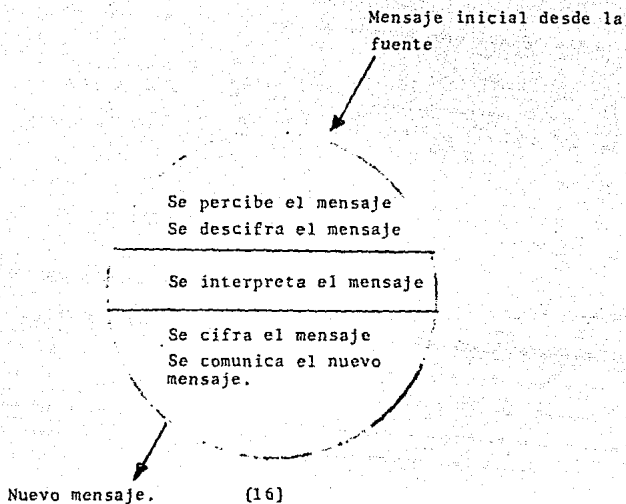 Mensaje inicial desde la
fuente
Se percibe el mensaje
Se descifra el mensaje
Se interpreta el mensaje
Se cifra el mensaje
Se comunica el nuevo
mensaje.
Nuevo mensaje. [16]